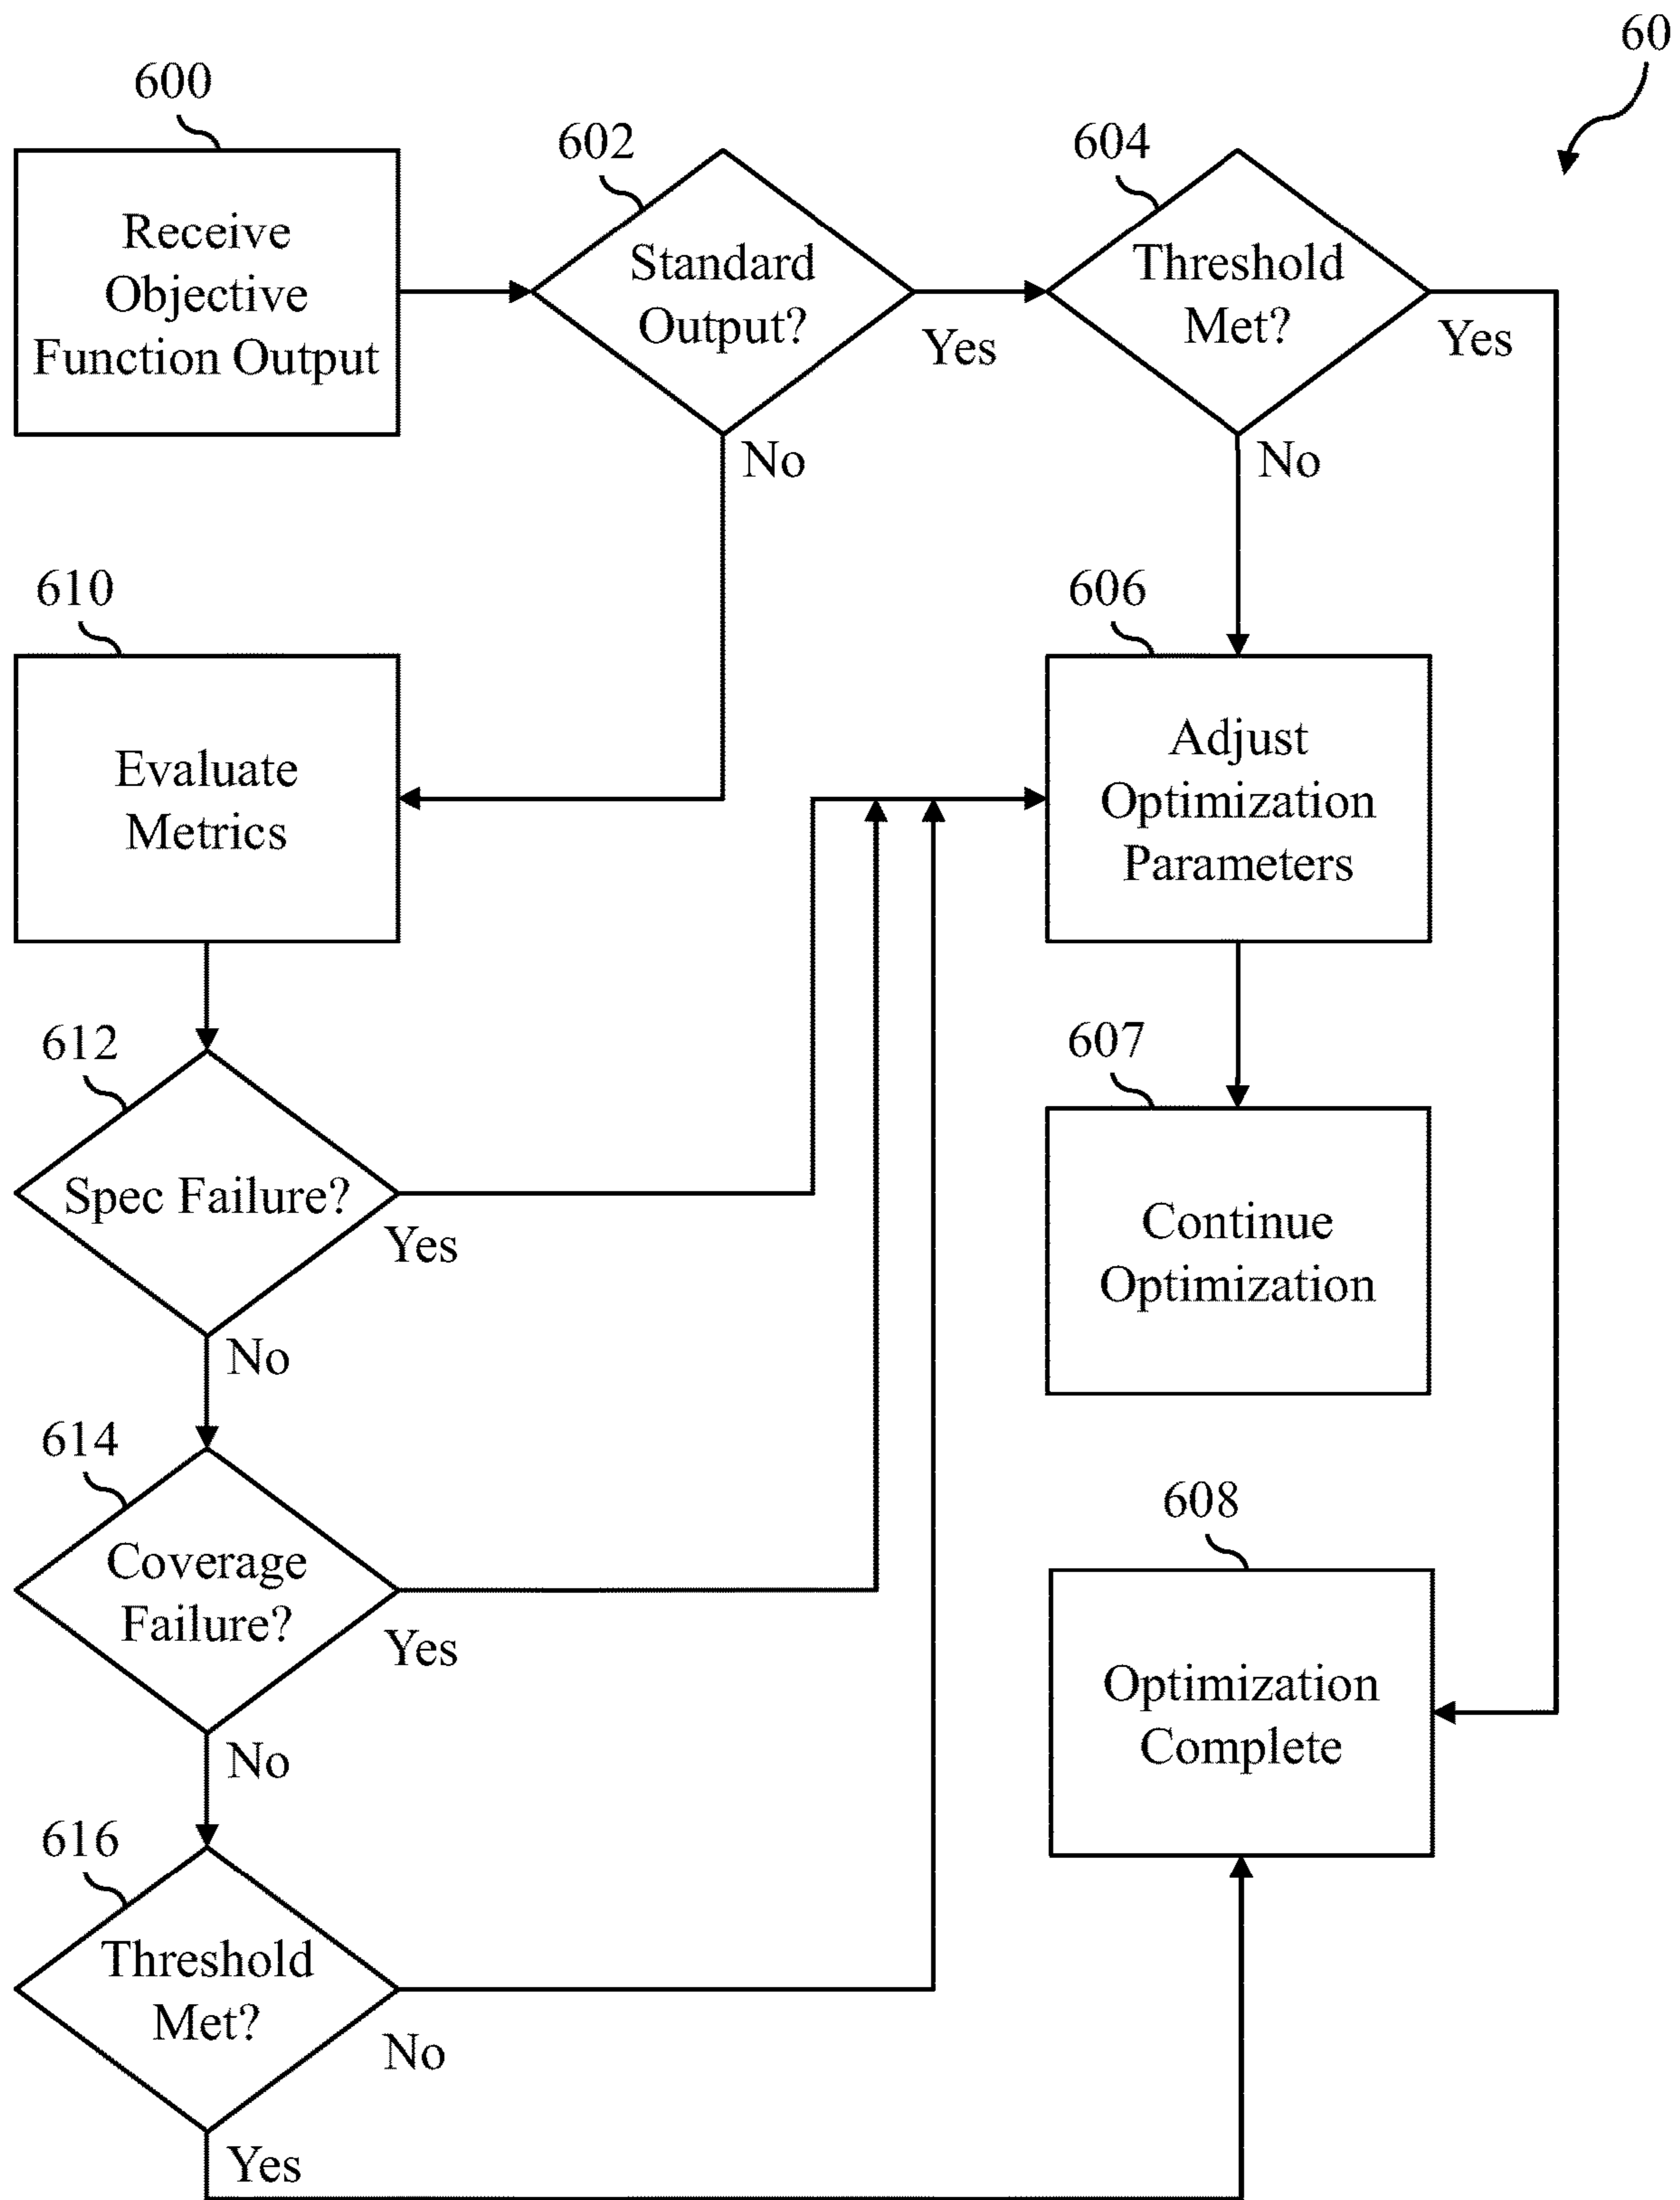 60
600
Receive
Objective
Function Output
602
Standard
Output?
Yes
No
604
Threshold
Met?
Yes
No
610
Evaluate
Metrics
606
Adjust
Optimization
Parameters
612
Spec Failure?
Yes
No
607
Continue
Optimization
614
Coverage
Failure?
Yes
No
608
Optimization
Complete
616
Threshold
Met?
No
Yes